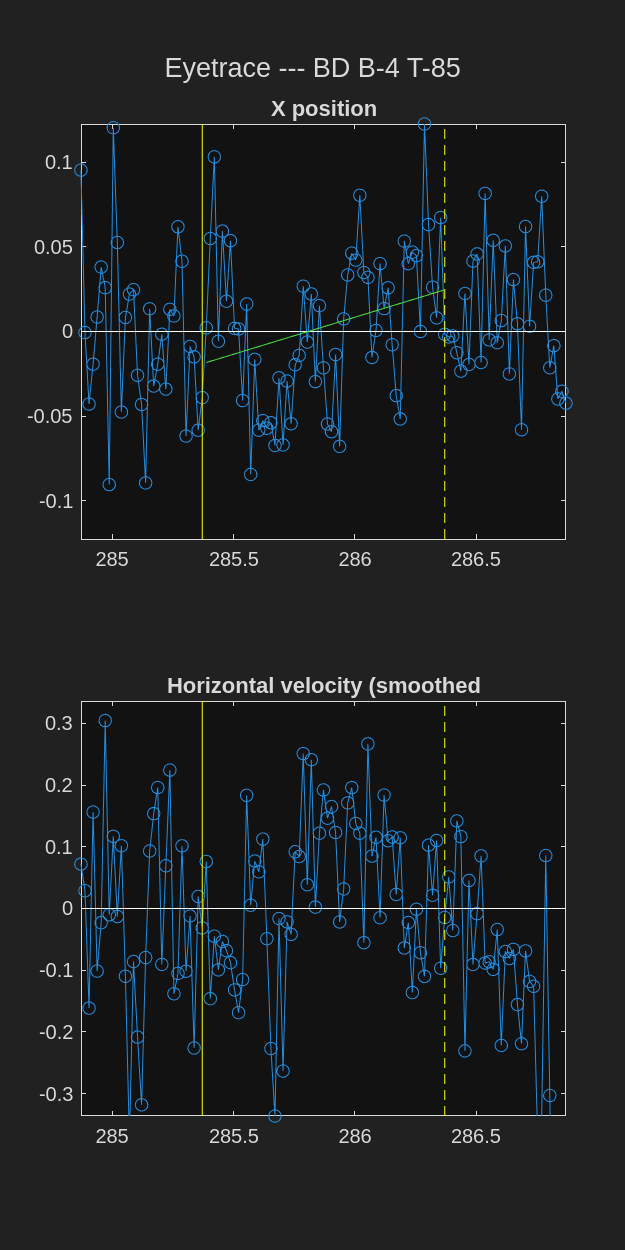 Eyetrace --- BD B-4 T-85
X position
0.1
0.05
0
-0.05
-0.1
285 285.5 286 286.5
Horizontal velocity (smoothed
0.3
0.2
0.1
0
-0.1
-0.2
-0.3
285 285.5 286 286.5